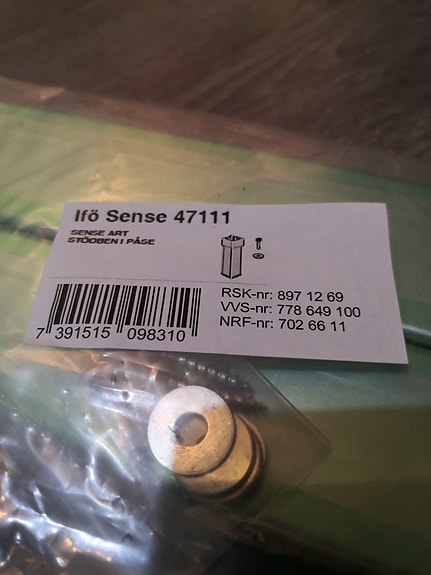 Ifö Sense 47111
SENSE ART
STÖDBEN I PÅSE
RSK-nr: 897 12 69
VVS-nr: 778 649 100
NRF-nr: 702 66 11
7 391515 098310